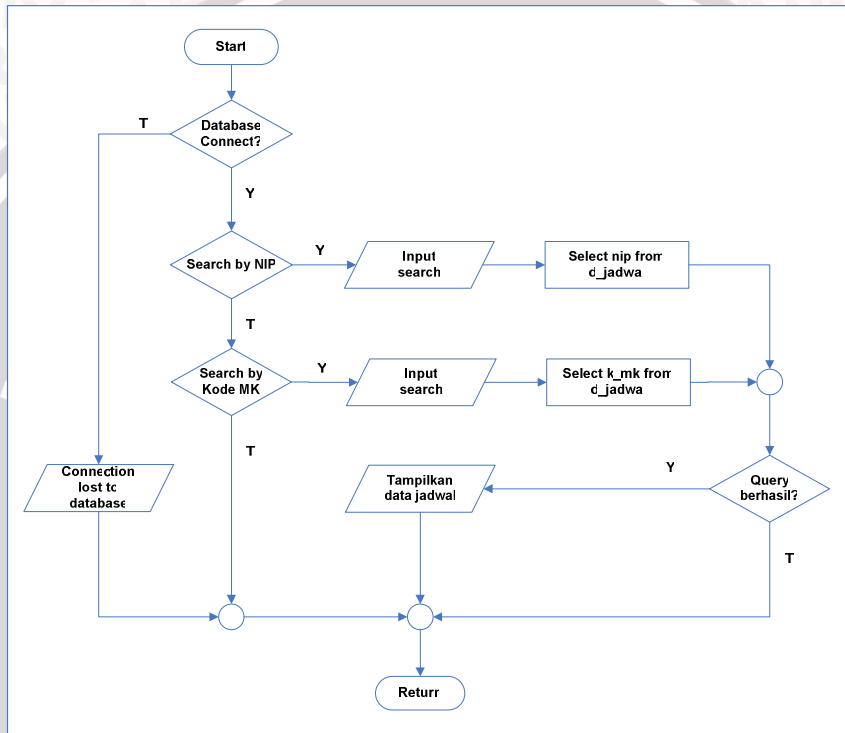 Start
T
Database
Connect?
Y
Search by NIP
Y
Input
search
Select nip from
d_jadwa
T
Search by
Kode MK
Y
Input
search
Select k_mk from
d_jadwa
T
Connection
lost to
database
Tampilkan
data jadwal
Y
Query
berhasil?
T
Return